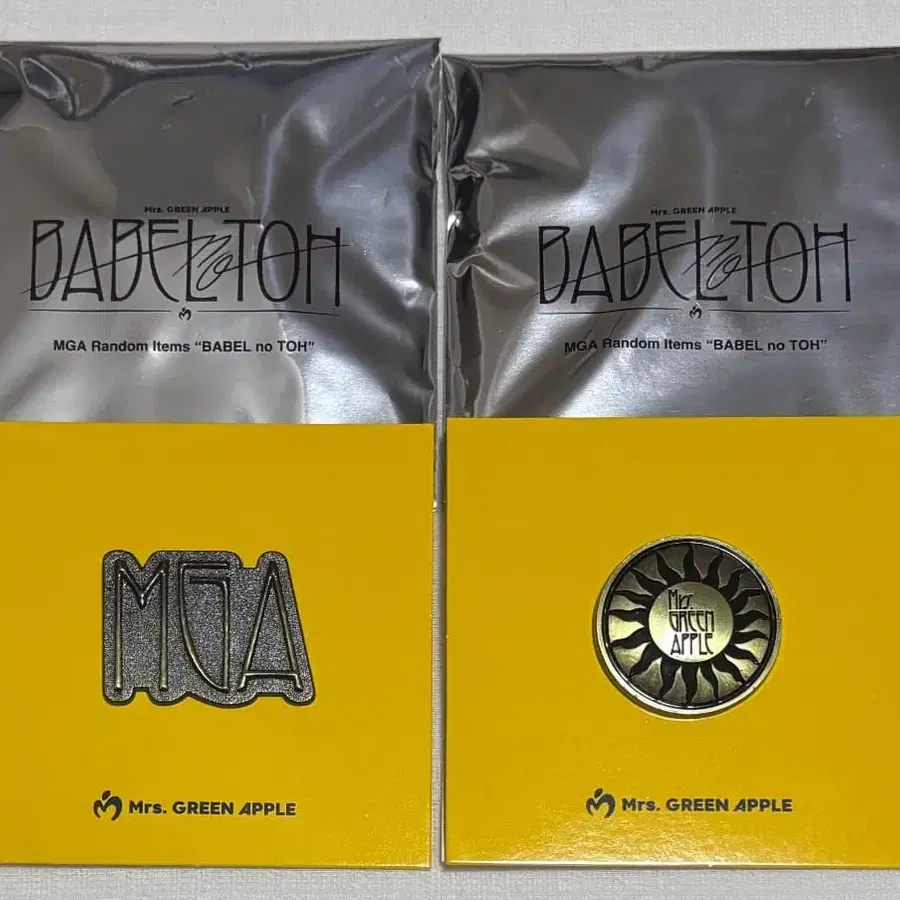 Mrs. GREEN APPLE
BABEL no TOH
MGA Random Items “BABEL no TOH”
MGA
Mrs. GREEN APPLE
Mrs. GREEN APPLE
BABEL no TOH
MGA Random Items “BABEL no TOH”
Mrs.
GREEN
APPLE
Mrs. GREEN APPLE